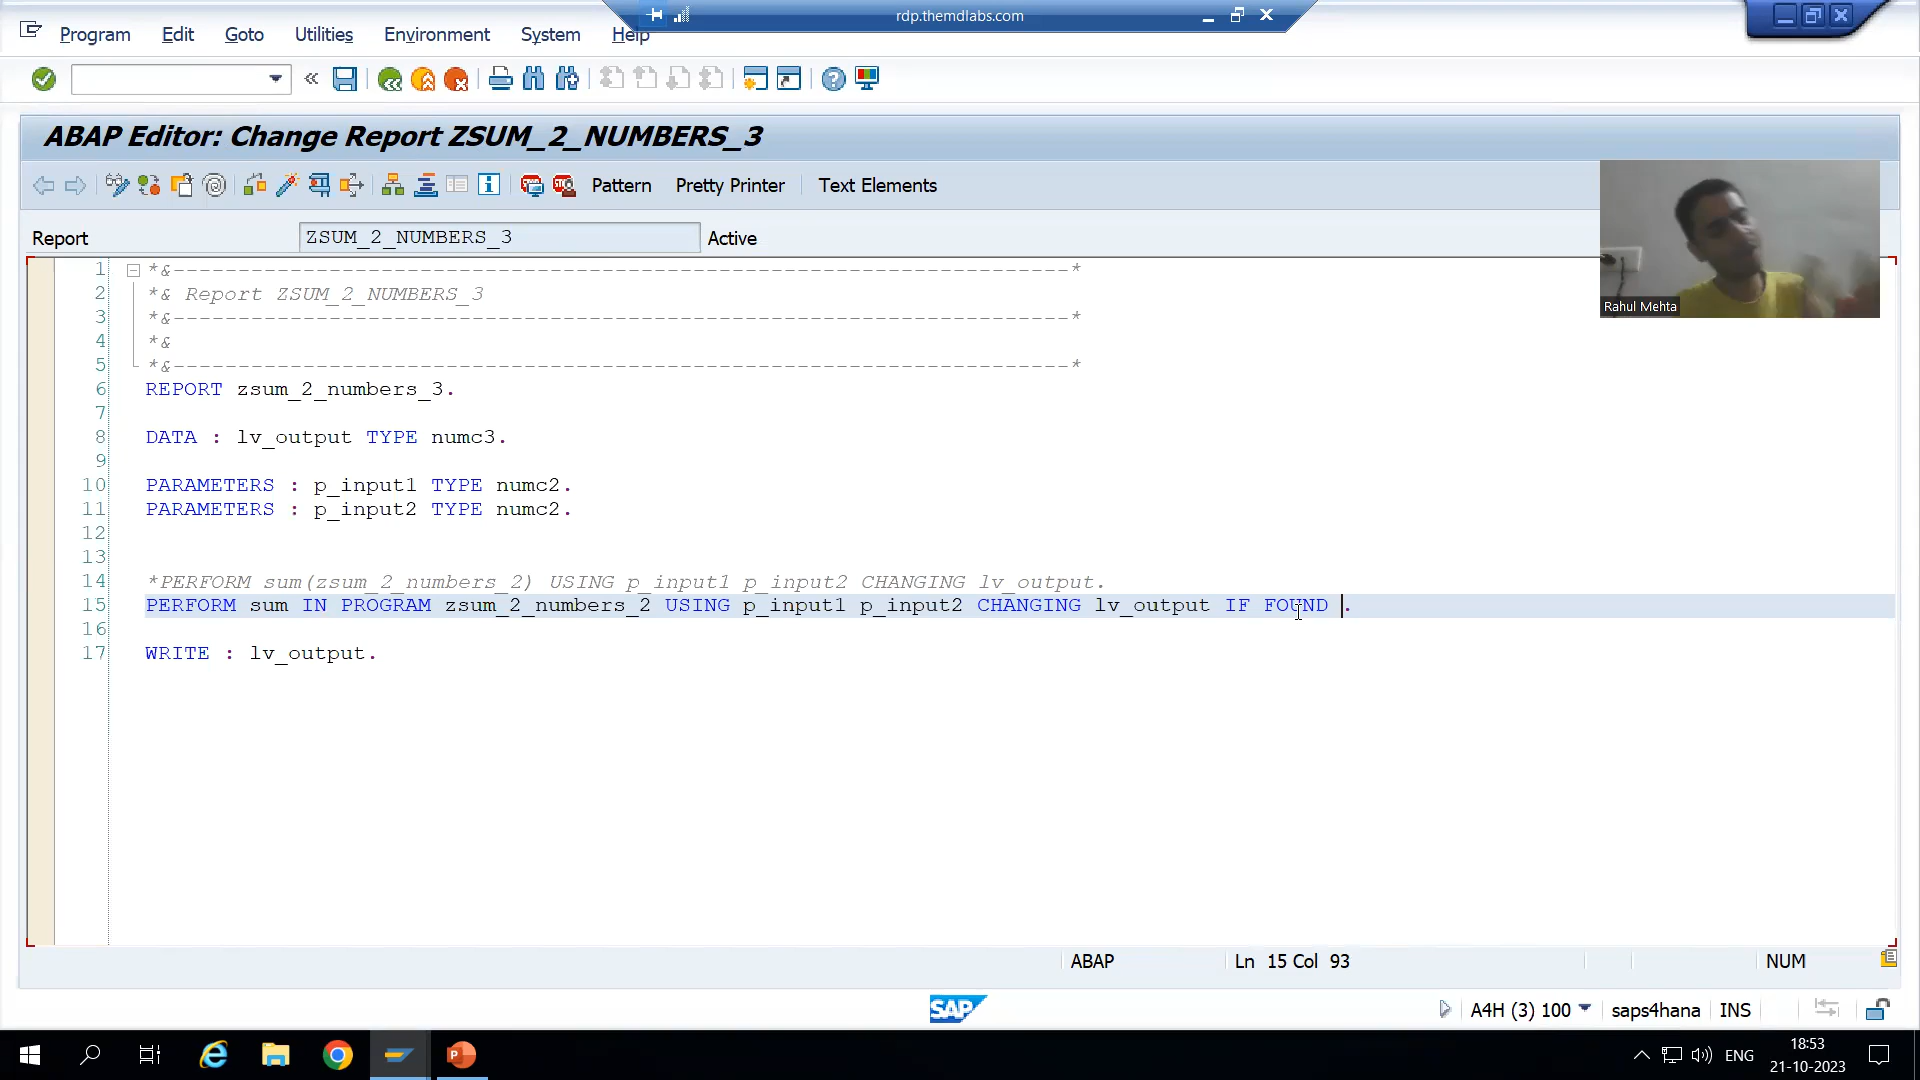 rdp.themdlabs.com
Program Edit Goto Utilities Environment System Help
ABAP Editor: Change Report ZSUM_2_NUMBERS_3
Pattern Pretty Printer Text Elements
Report ZSUM_2_NUMBERS_3 Active
Rahul Mehta
1 *&---------------------------------------------------------------------*
2 *& Report ZSUM_2_NUMBERS_3
3 *&---------------------------------------------------------------------*
4 *&
5 *&---------------------------------------------------------------------*
6 REPORT zsum_2_numbers_3.
7
8 DATA : lv_output TYPE numc3.
9
10 PARAMETERS : p_input1 TYPE numc2.
11 PARAMETERS : p_input2 TYPE numc2.
12
13
14 *PERFORM sum(zsum_2_numbers_2) USING p_input1 p_input2 CHANGING lv_output.
15 PERFORM sum IN PROGRAM zsum_2_numbers_2 USING p_input1 p_input2 CHANGING lv_output IF FOUND .
16
17 WRITE : lv_output.
ABAP Ln 15 Col 93 NUM
SAP A4H (3) 100 saps4hana INS
ENG 18:53
21-10-2023